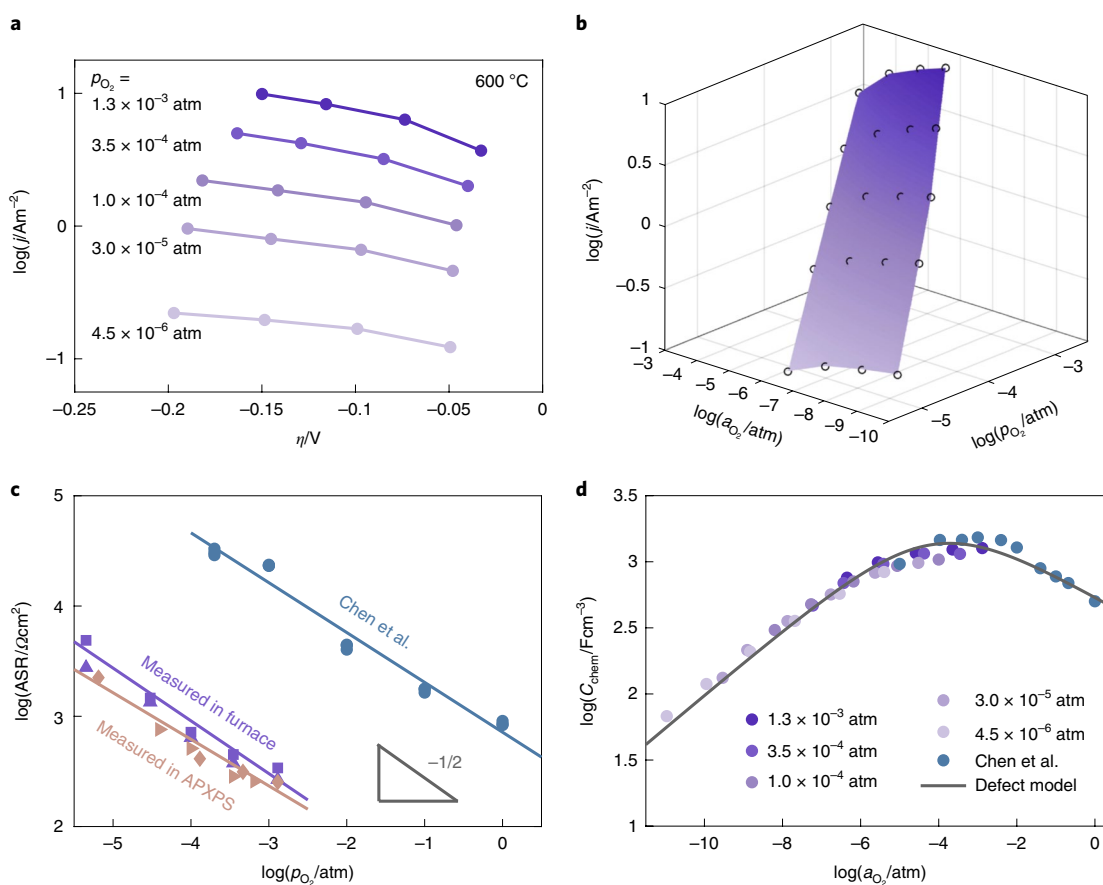 a
p_O₂ =
1.3 × 10⁻³ atm
3.5 × 10⁻⁴ atm
1.0 × 10⁻⁴ atm
3.0 × 10⁻⁵ atm
4.5 × 10⁻⁶ atm
600 °C
log(j/Am⁻²)
1
0
–1
–0.25
–0.2
–0.15
–0.1
–0.05
0
η/V
b
log(j/Am⁻²)
1
0.5
0
–0.5
–1
–3
–4
–5
–6
–7
–8
–9
–10
log(a_O₂/atm)
–5
–4
–3
log(p_O₂/atm)
c
log(ASR/Ωcm²)
5
4
3
2
Chen et al.
Measured in furnace
Measured in APXPS
–1/2
–5
–4
–3
–2
–1
0
log(p_O₂/atm)
d
log(C_chem/Fcm⁻³)
3.5
3
2.5
2
1.5
1
1.3 × 10⁻³ atm
3.5 × 10⁻⁴ atm
1.0 × 10⁻⁴ atm
3.0 × 10⁻⁵ atm
4.5 × 10⁻⁶ atm
Chen et al.
Defect model
–10
–8
–6
–4
–2
0
log(a_O₂/atm)